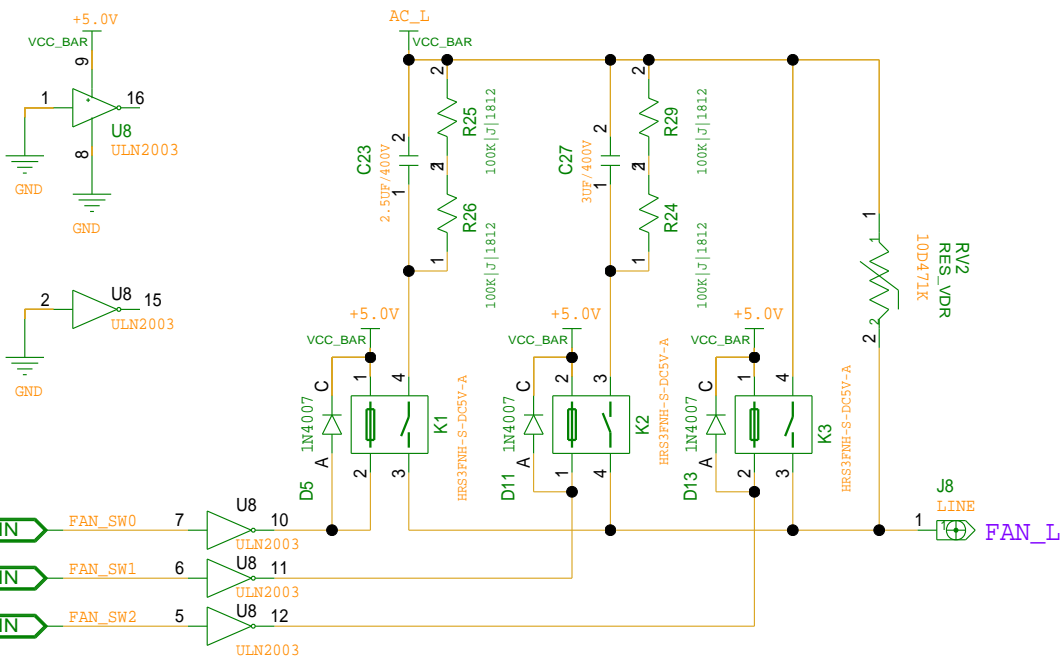 +5.0V
VCC_BAR
9
1
16
U8
ULN2003
8
GND
GND
2
U8
15
ULN2003
GND
AC_L
VCC_BAR
2
R25
100K|J|1812
2
C23
2.5UF/400V
1
2
R26
100K|J|1812
1
2
R29
100K|J|1812
2
C27
3UF/400V
1
2
R24
100K|J|1812
1
1
1
RV2
RES_VDR
10D471K
2
2
+5.0V
VCC_BAR
C
1
4
1N4007
K1
HRS3FNH-S-DC5V-A
A
2
3
D5
+5.0V
VCC_BAR
C
2
3
1N4007
K2
HRS3FNH-S-DC5V-A
A
1
4
D11
+5.0V
VCC_BAR
C
1
4
1N4007
K3
HRS3FNH-S-DC5V-A
A
2
3
D13
IN
FAN_SW0
7
U8
10
ULN2003
IN
FAN_SW1
6
U8
11
ULN2003
IN
FAN_SW2
5
U8
12
ULN2003
J8
LINE
1
1
FAN_L